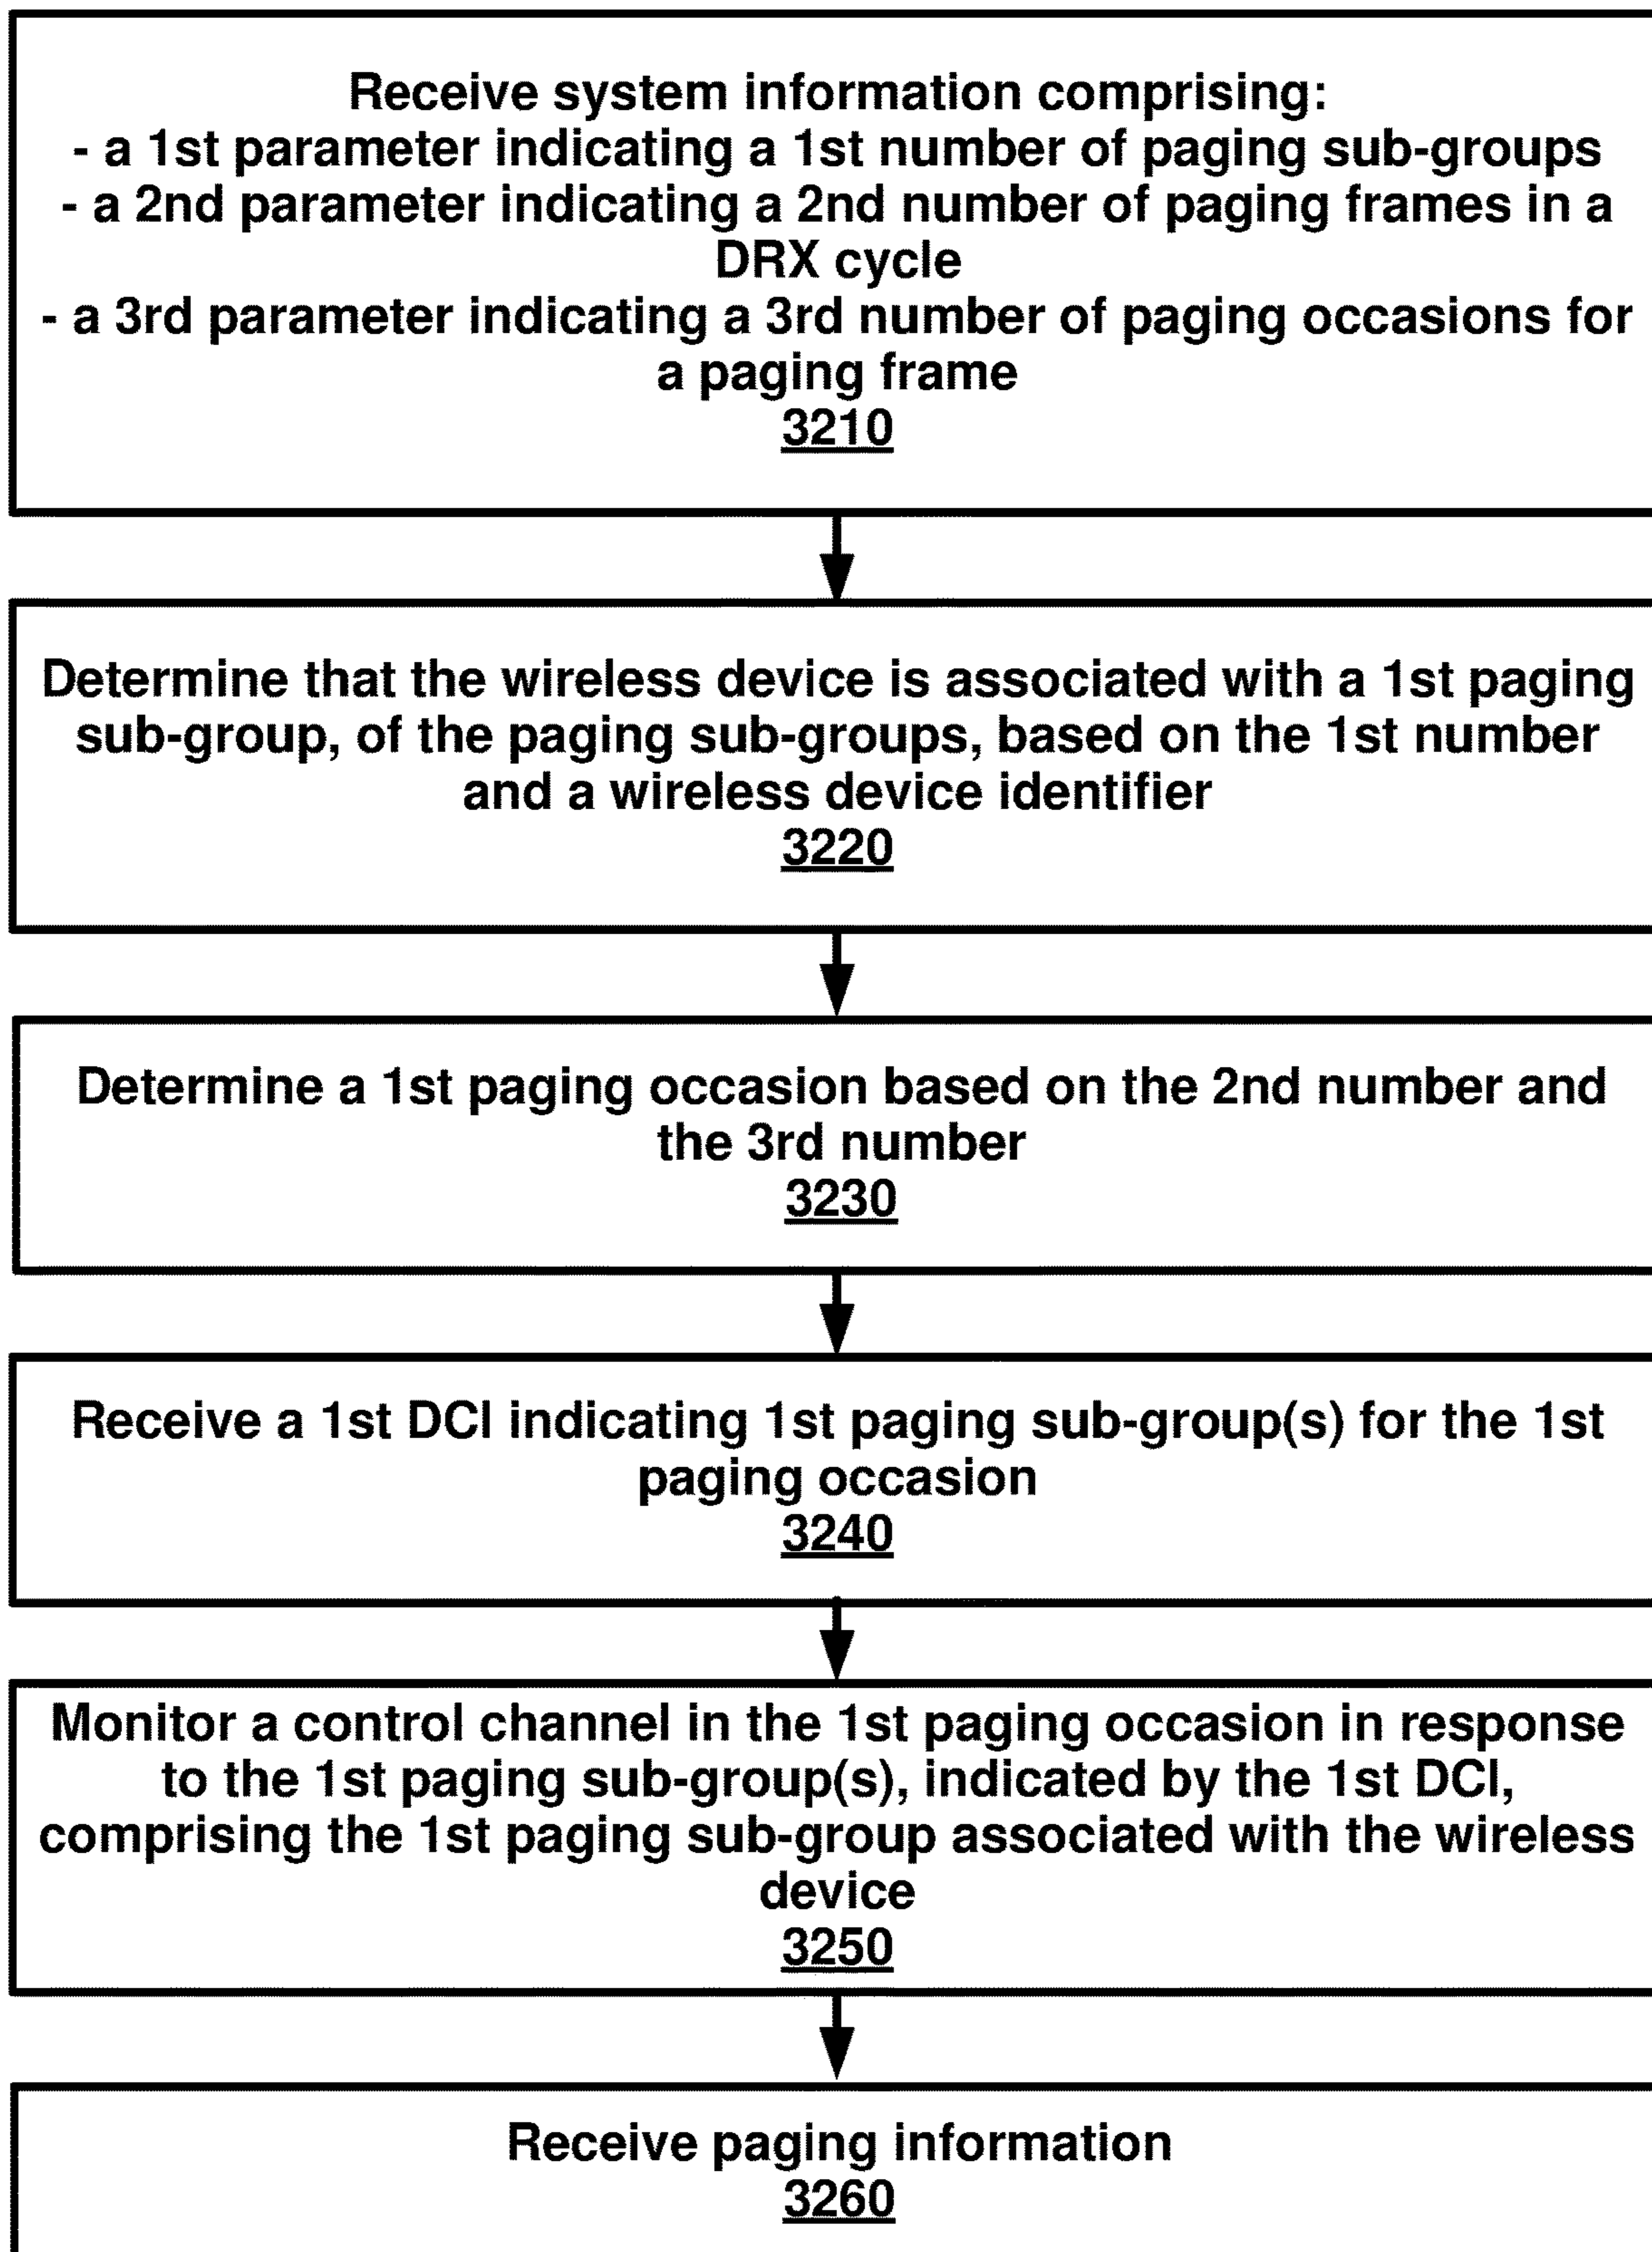 Receive system information comprising:
- a 1st parameter indicating a 1st number of paging sub-groups
- a 2nd parameter indicating a 2nd number of paging frames in a
DRX cycle
- a 3rd parameter indicating a 3rd number of paging occasions for
a paging frame
3210
Determine that the wireless device is associated with a 1st paging
sub-group, of the paging sub-groups, based on the 1st number
and a wireless device identifier
3220
Determine a 1st paging occasion based on the 2nd number and
the 3rd number
3230
Receive a 1st DCI indicating 1st paging sub-group(s) for the 1st
paging occasion
3240
Monitor a control channel in the 1st paging occasion in response
to the 1st paging sub-group(s), indicated by the 1st DCI,
comprising the 1st paging sub-group associated with the wireless
device
3250
Receive paging information
3260